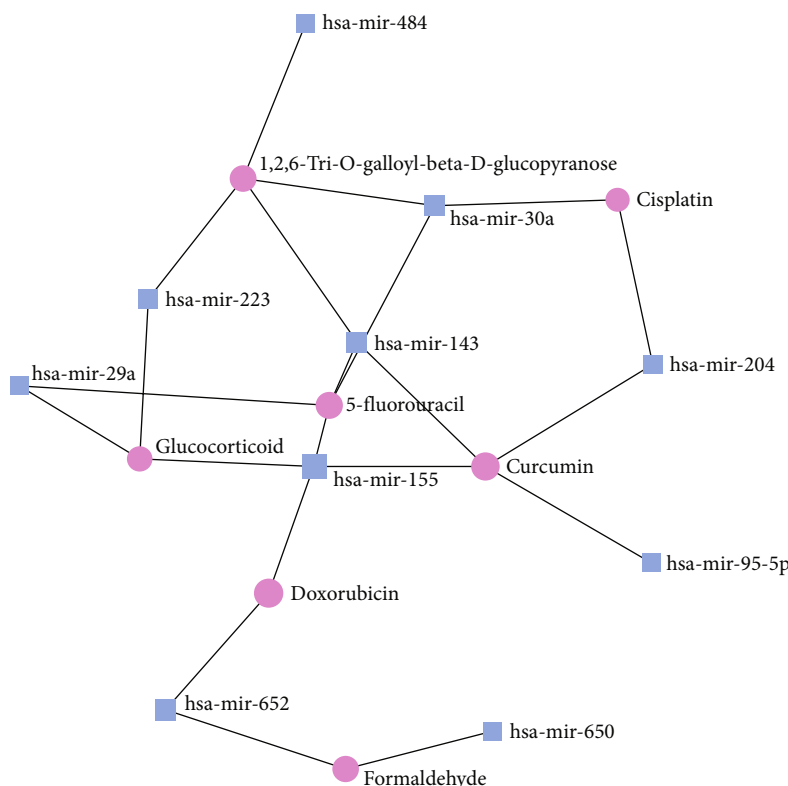 hsa-mir-484
1,2,6-Tri-O-galloyl-beta-D-glucopyranose
Cisplatin
hsa-mir-30a
hsa-mir-223
hsa-mir-143
hsa-mir-204
hsa-mir-29a
5-fluorouracil
Glucocorticoid
Curcumin
hsa-mir-155
hsa-mir-95-5p
Doxorubicin
hsa-mir-652
hsa-mir-650
Formaldehyde